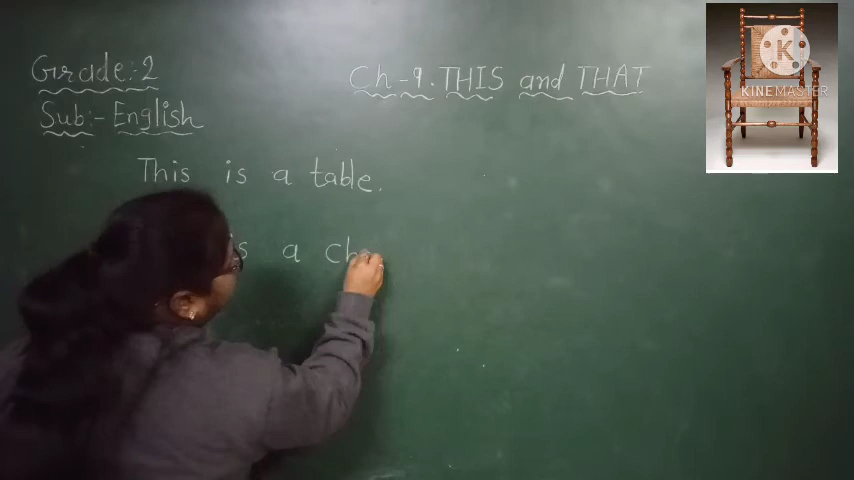 Grade:-2
Ch-9. THIS and THAT
Sub:- English
This is a table.
is a ch
KINEMASTER